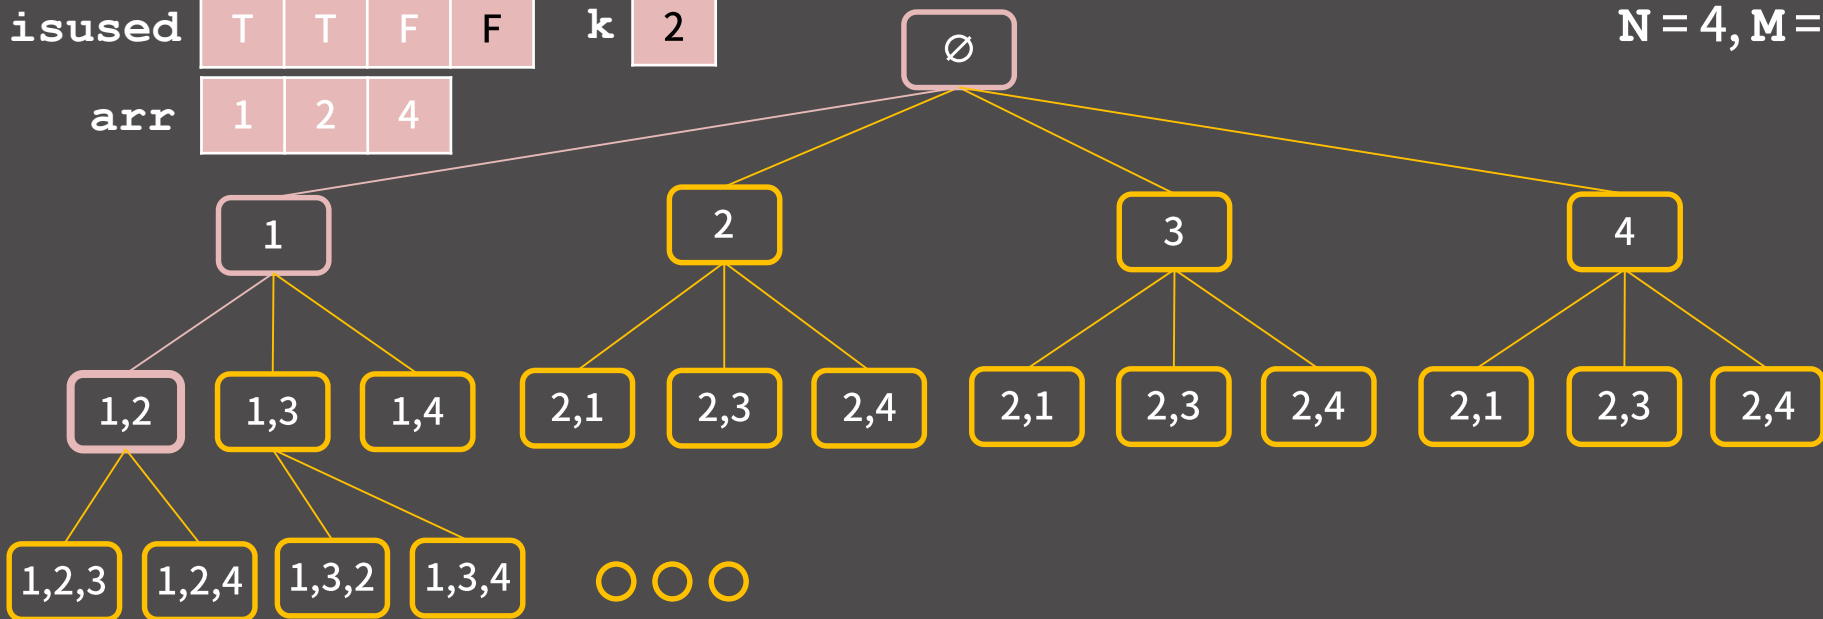 isused T T F F k 2
∅
N = 4, M =
arr 1 2 4
1 2 3 4
1,2 1,3 1,4 2,1 2,3 2,4 2,1 2,3 2,4 2,1 2,3 2,4
1,2,3 1,2,4 1,3,2 1,3,4